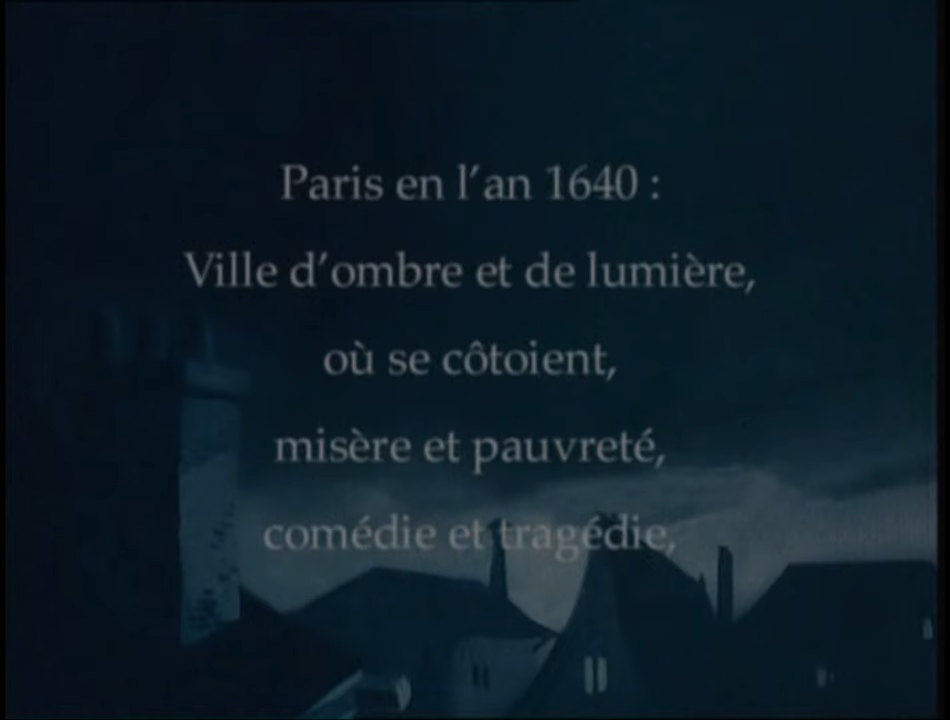 Paris en l'an 1640 :
Ville d'ombre et de lumière,
où se côtoient,
misère et pauvreté,
comédie et tragédie,